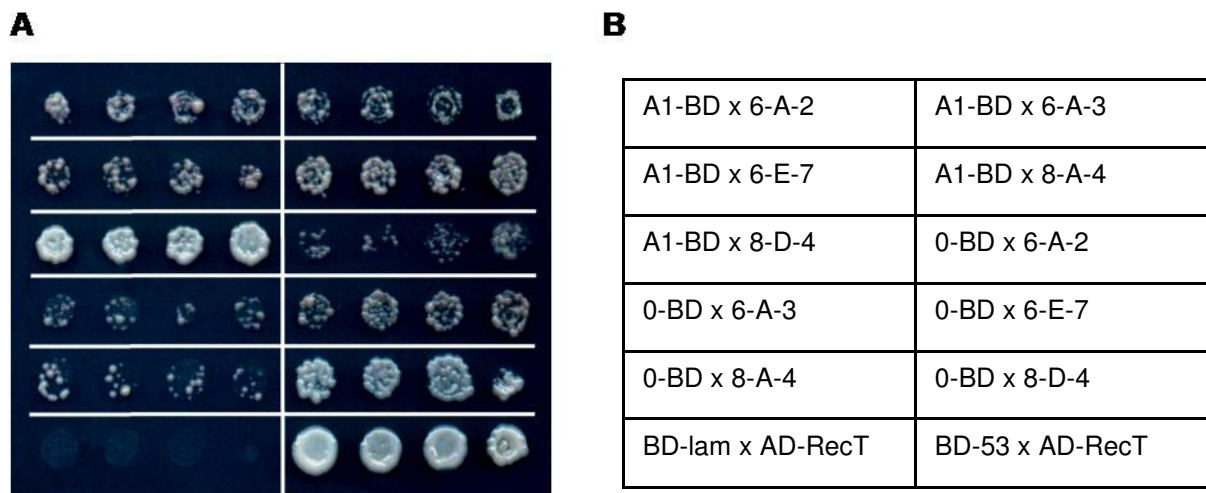 A
B
A1-BD x 6-A-2
A1-BD x 6-A-3
A1-BD x 6-E-7
A1-BD x 8-A-4
A1-BD x 8-D-4
0-BD x 6-A-2
0-BD x 6-A-3
0-BD x 6-E-7
0-BD x 8-A-4
0-BD x 8-D-4
BD-lam x AD-RecT
BD-53 x AD-RecT